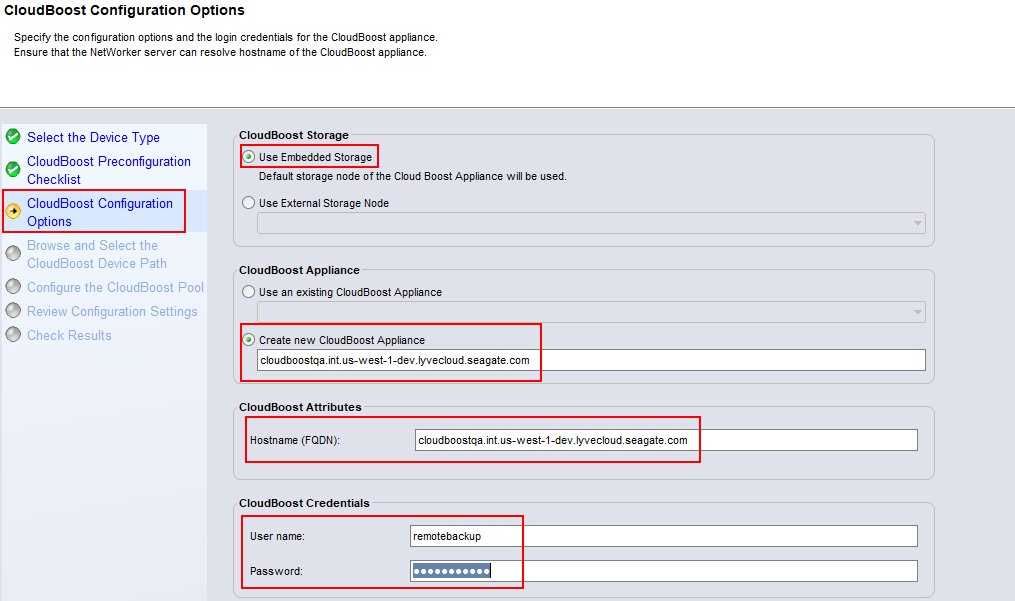 CloudBoost Configuration Options
Specify the configuration options and the login credentials for the CloudBoost appliance.
Ensure that the NetWorker server can resolve hostname of the CloudBoost appliance.
Select the Device Type
CloudBoost Preconfiguration
Checklist
CloudBoost Configuration
Options
Browse and Select the
CloudBoost Device Path
Configure the CloudBoost Pool
Review Configuration Settings
Check Results
CloudBoost Storage
Use Embedded Storage
Default storage node of the Cloud Boost Appliance will be used.
Use External Storage Node
CloudBoost Appliance
Use an existing CloudBoost Appliance
Create new CloudBoost Appliance
cloudboostqa.int.us-west-1-dev.lyvecloud.seagate.com
CloudBoost Attributes
Hostname (FQDN): cloudboostqa.int.us-west-1-dev.lyvecloud.seagate.com
CloudBoost Credentials
User name: remotebackup
Password: ●●●●●●●●●●●